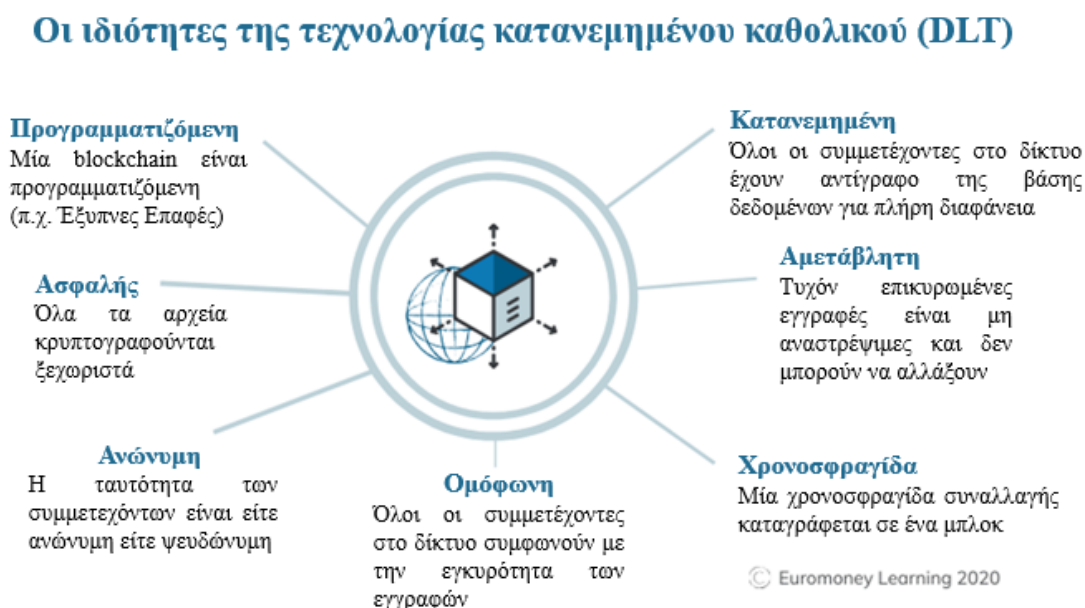 Οι ιδιότητες της τεχνολογίας κατανεμημένου καθολικού (DLT)
Προγραμματιζόμενη
Μία blockchain είναι
προγραμματιζόμενη
(π.χ. Έξυπνες Επαφές)
Κατανεμημένη
Όλοι οι συμμετέχοντες στο δίκτυο
έχουν αντίγραφο της βάσης
δεδομένων για πλήρη διαφάνεια
Ασφαλής
Όλα τα αρχεία
κρυπτογραφούνται
ξεχωριστά
Αμετάβλητη
Τυχόν επικυρωμένες
εγγραφές είναι μη
αναστρέψιμες και δεν
μπορούν να αλλάξουν
Ανώνυμη
Η ταυτότητα των
συμμετεχόντων είναι είτε
ανώνυμη είτε ψευδώνυμη
Ομόφωνη
Όλοι οι συμμετέχοντες
στο δίκτυο συμφωνούν με
την εγκυρότητα των
εγγραφών
Χρονοσφραγίδα
Μία χρονοσφραγίδα συναλλαγής
καταγράφεται σε ένα μπλοκ
© Euromoney Learning 2020